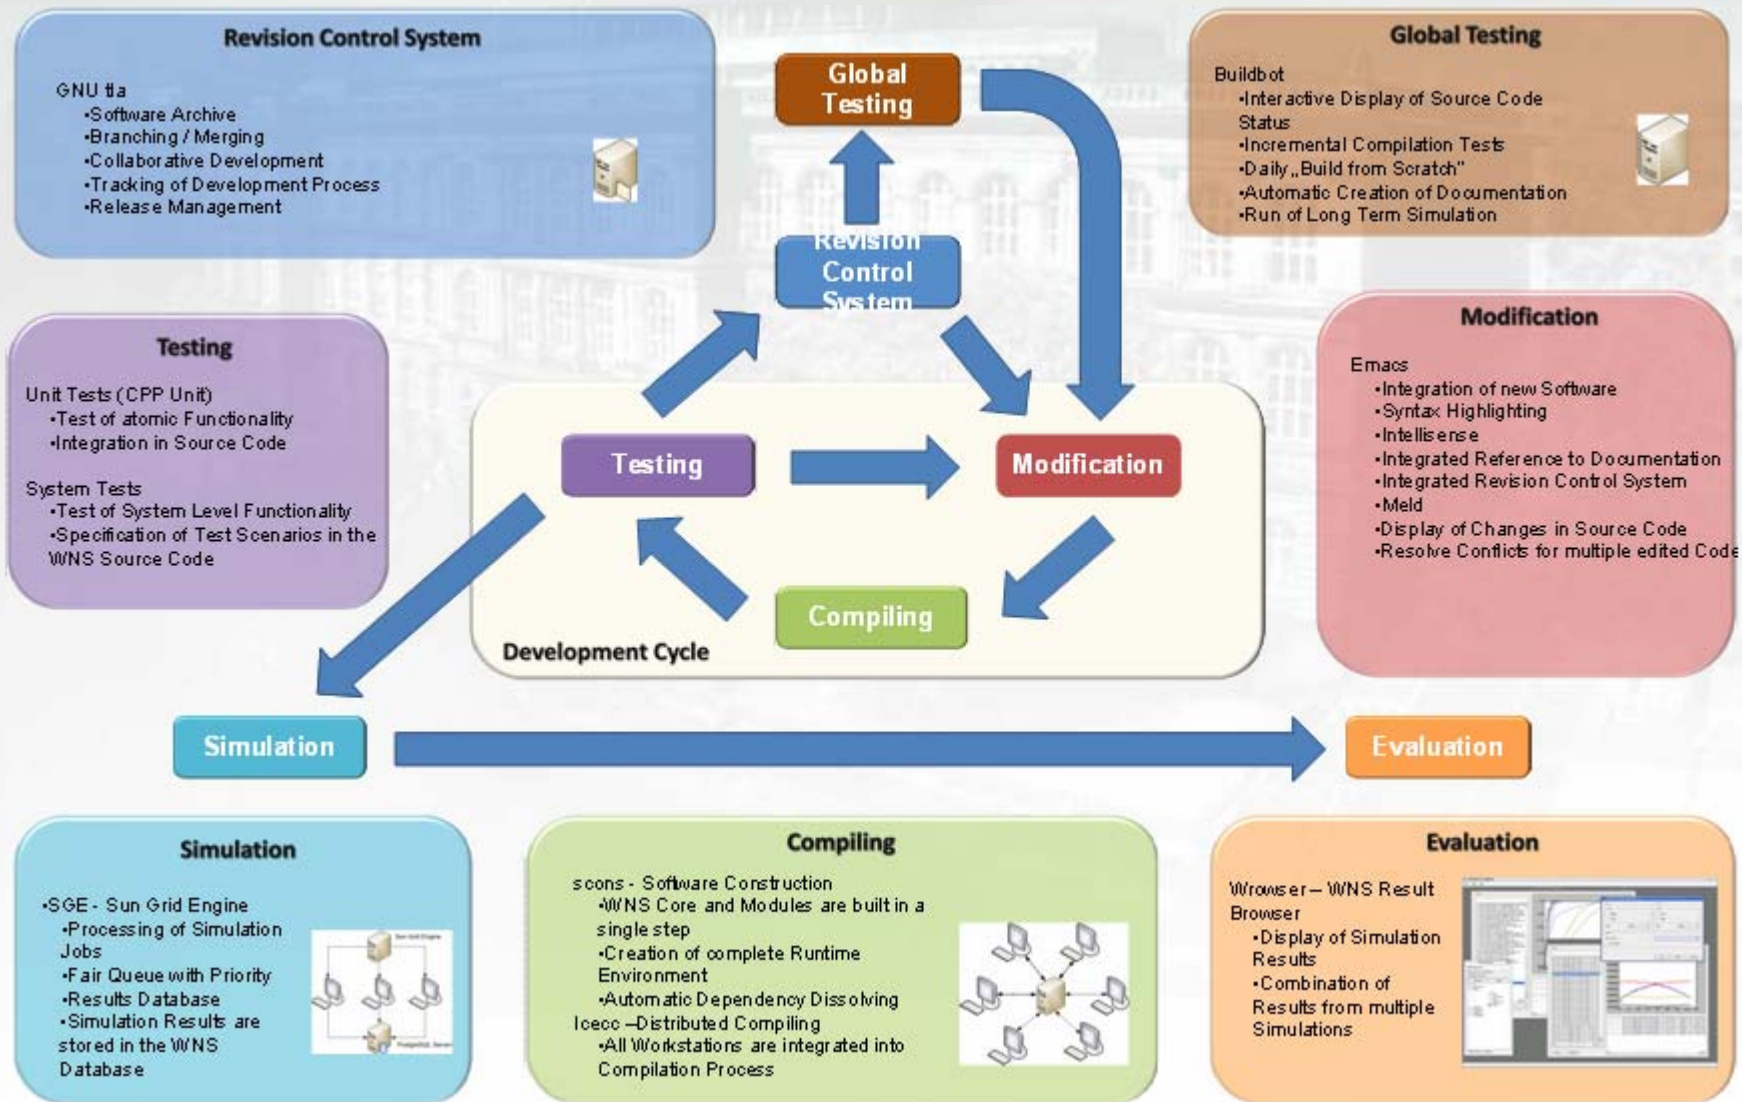 Revision Control System
GNU tla
•Software Archive
•Branching / Merging
•Collaborative Development
•Tracking of Development Process
•Release Management
Global
Testing
Global Testing
Buildbot
•Interactive Display of Source Code
Status
•Incremental Compilation Tests
•Daily „Build from Scratch"
•Automatic Creation of Documentation
•Run of Long Term Simulation
Revision
Control
System
Testing
Unit Tests (CPP Unit)
•Test of atomic Functionality
•Integration in Source Code
System Tests
•Test of System Level Functionality
•Specification of Test Scenarios in the
WNS Source Code
Testing
Modification
Compiling
Development Cycle
Modification
Emacs
•Integration of new Software
•Syntax Highlighting
•Intellisense
•Integrated Reference to Documentation
•Integrated Revision Control System
•Meld
•Display of Changes in Source Code
•Resolve Conflicts for multiple edited Code
Simulation
Evaluation
Simulation
•SGE - Sun Grid Engine
•Processing of Simulation
Jobs
•Fair Queue with Priority
•Results Database
•Simulation Results are
stored in the WNS
Database
Sun Grid Engine
PostgreSQL Server
Compiling
scons - Software Construction
•WNS Core and Modules are built in a
single step
•Creation of complete Runtime
Environment
•Automatic Dependency Dissolving
Icecc –Distributed Compiling
•All Workstations are integrated into
Compilation Process
Evaluation
Wrowser – WNS Result
Browser
•Display of Simulation
Results
•Combination of
Results from multiple
Simulations